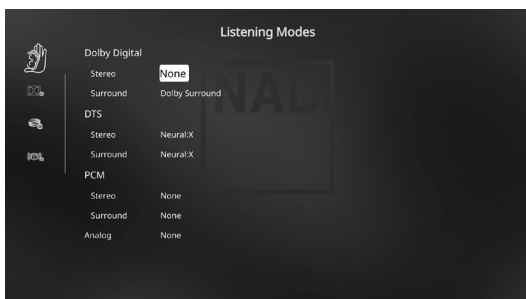 Listening Modes
Dolby Digital
Stereo None
Surround Dolby Surround
DTS
Stereo Neural:X
Surround Neural:X
PCM
Stereo None
Surround None
Analog None
NAD